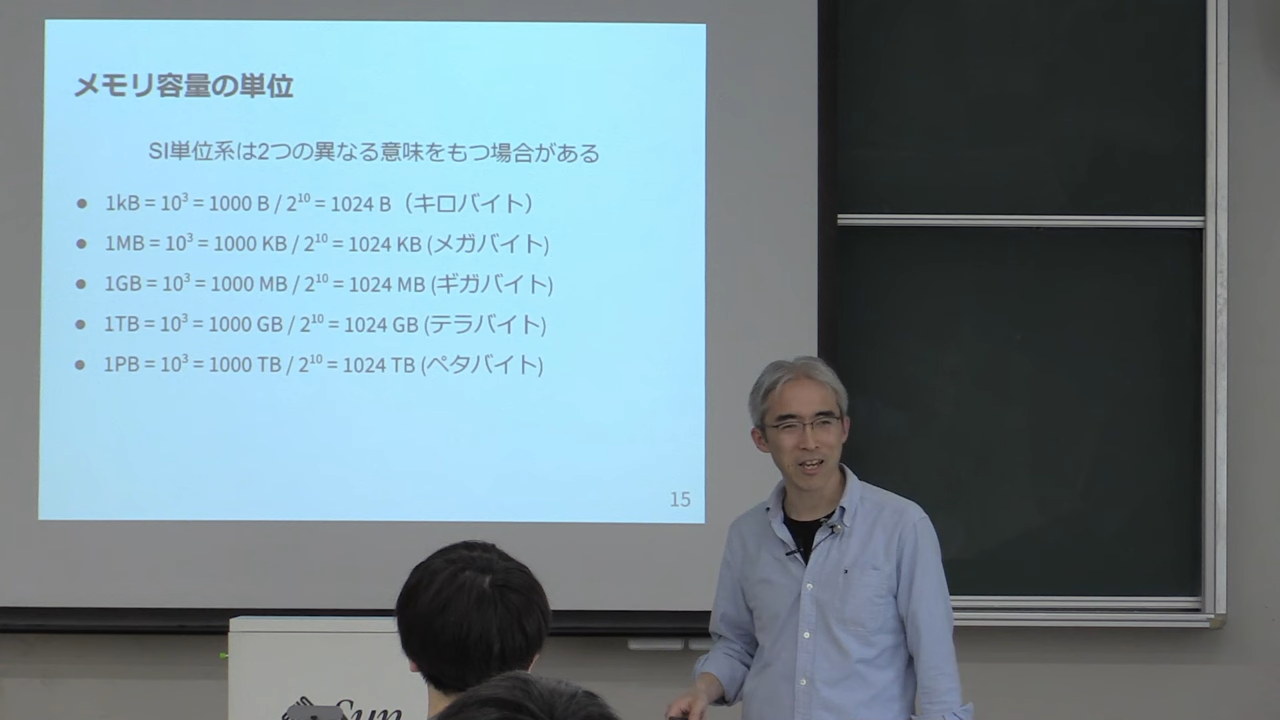 メモリ容量の単位
SI単位系は2つの異なる意味をもつ場合がある
● 1kB = 10³ = 1000 B / 2¹⁰ = 1024 B（キロバイト）
● 1MB = 10³ = 1000 KB / 2¹⁰ = 1024 KB (メガバイト)
● 1GB = 10³ = 1000 MB / 2¹⁰ = 1024 MB (ギガバイト)
● 1TB = 10³ = 1000 GB / 2¹⁰ = 1024 GB (テラバイト)
● 1PB = 10³ = 1000 TB / 2¹⁰ = 1024 TB (ペタバイト)
15
Sun